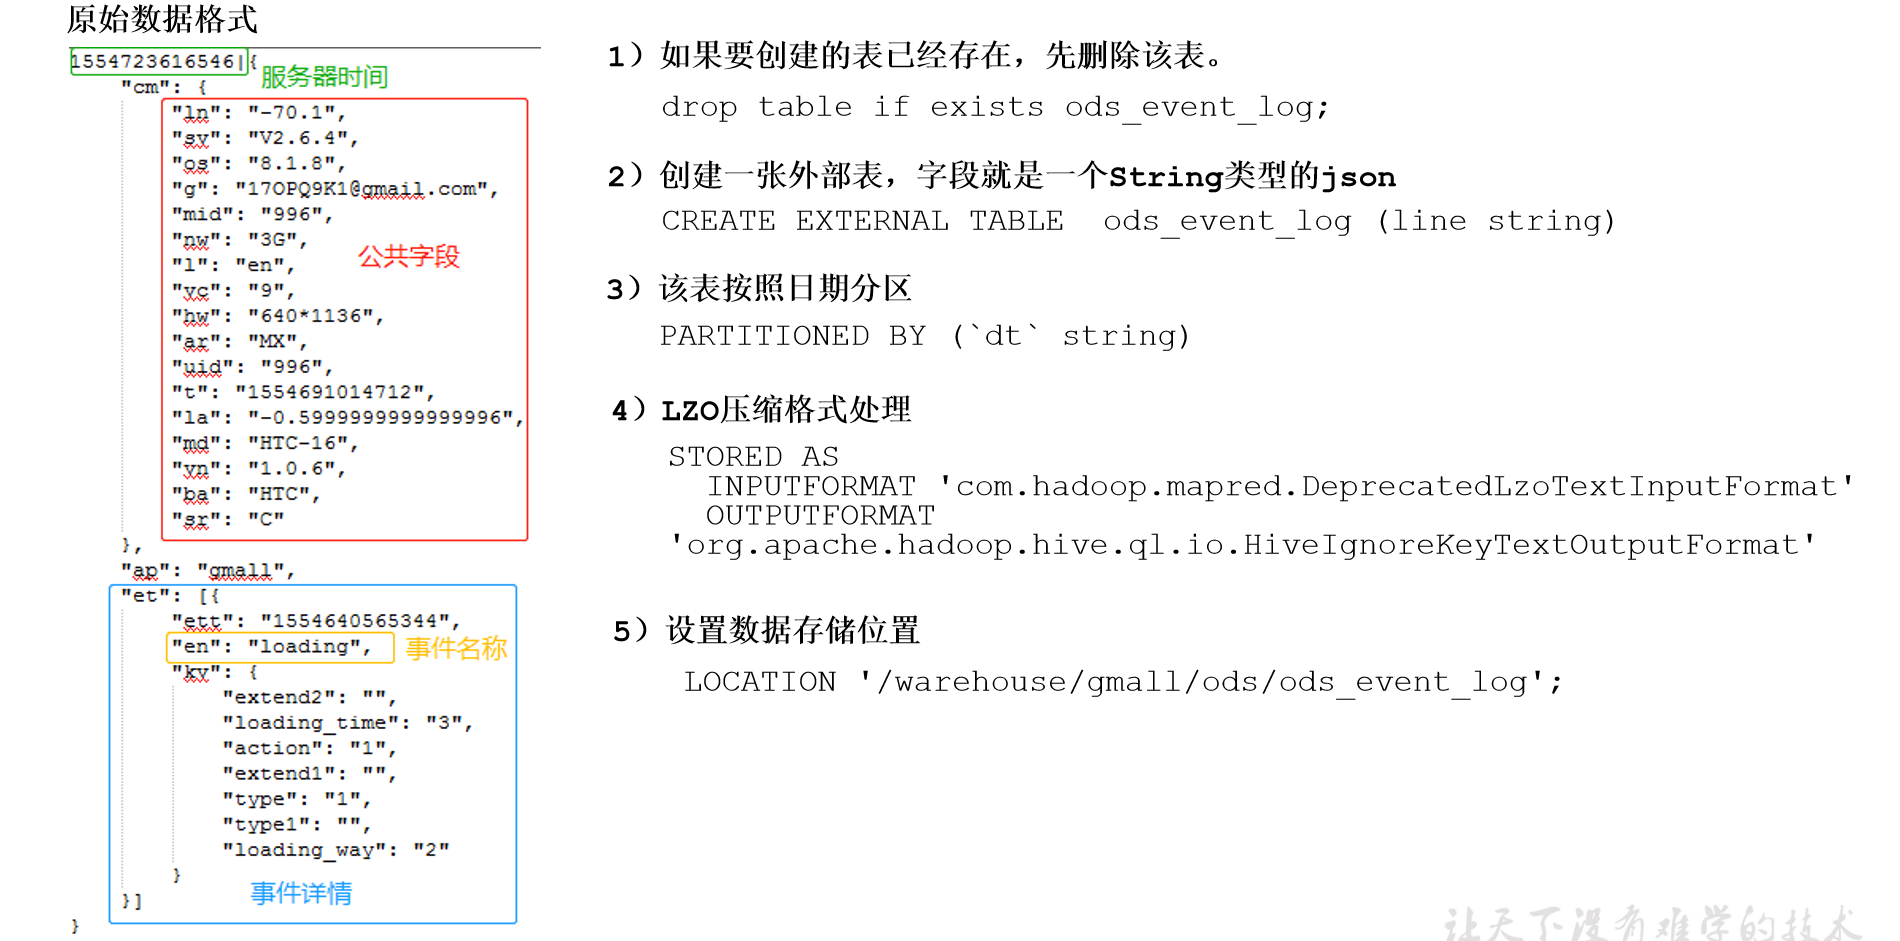 原始数据格式
1554723616546|{
服务器时间
"cm": {
"ln": "-70.1",
"sv": "V2.6.4",
"os": "8.1.8",
"g": "17OPQ9K1@gmail.com",
"mid": "996",
"nw": "3G",
公共字段
"l": "en",
"vc": "9",
"hw": "640*1136",
"ar": "MX",
"uid": "996",
"t": "1554691014712",
"la": "-0.5999999999999996",
"md": "HTC-16",
"vn": "1.0.6",
"ba": "HTC",
"sr": "C"
},
"ap": "gmall",
"et": [{
"ett": "1554640565344",
"en": "loading",
事件名称
"kv": {
"extend2": "",
"loading_time": "3",
"action": "1",
"extend1": "",
"type": "1",
"type1": "",
"loading_way": "2"
}
事件详情
}]
}
1）如果要创建的表已经存在，先删除该表。
drop table if exists ods_event_log;
2）创建一张外部表，字段就是一个String类型的json
CREATE EXTERNAL TABLE ods_event_log (line string)
3）该表按照日期分区
PARTITIONED BY (`dt` string)
4）LZO压缩格式处理
STORED AS
INPUTFORMAT 'com.hadoop.mapred.DeprecatedLzoTextInputFormat'
OUTPUTFORMAT
'org.apache.hadoop.hive.ql.io.HiveIgnoreKeyTextOutputFormat'
5）设置数据存储位置
LOCATION '/warehouse/gmall/ods/ods_event_log';
让天下没有难学的技术